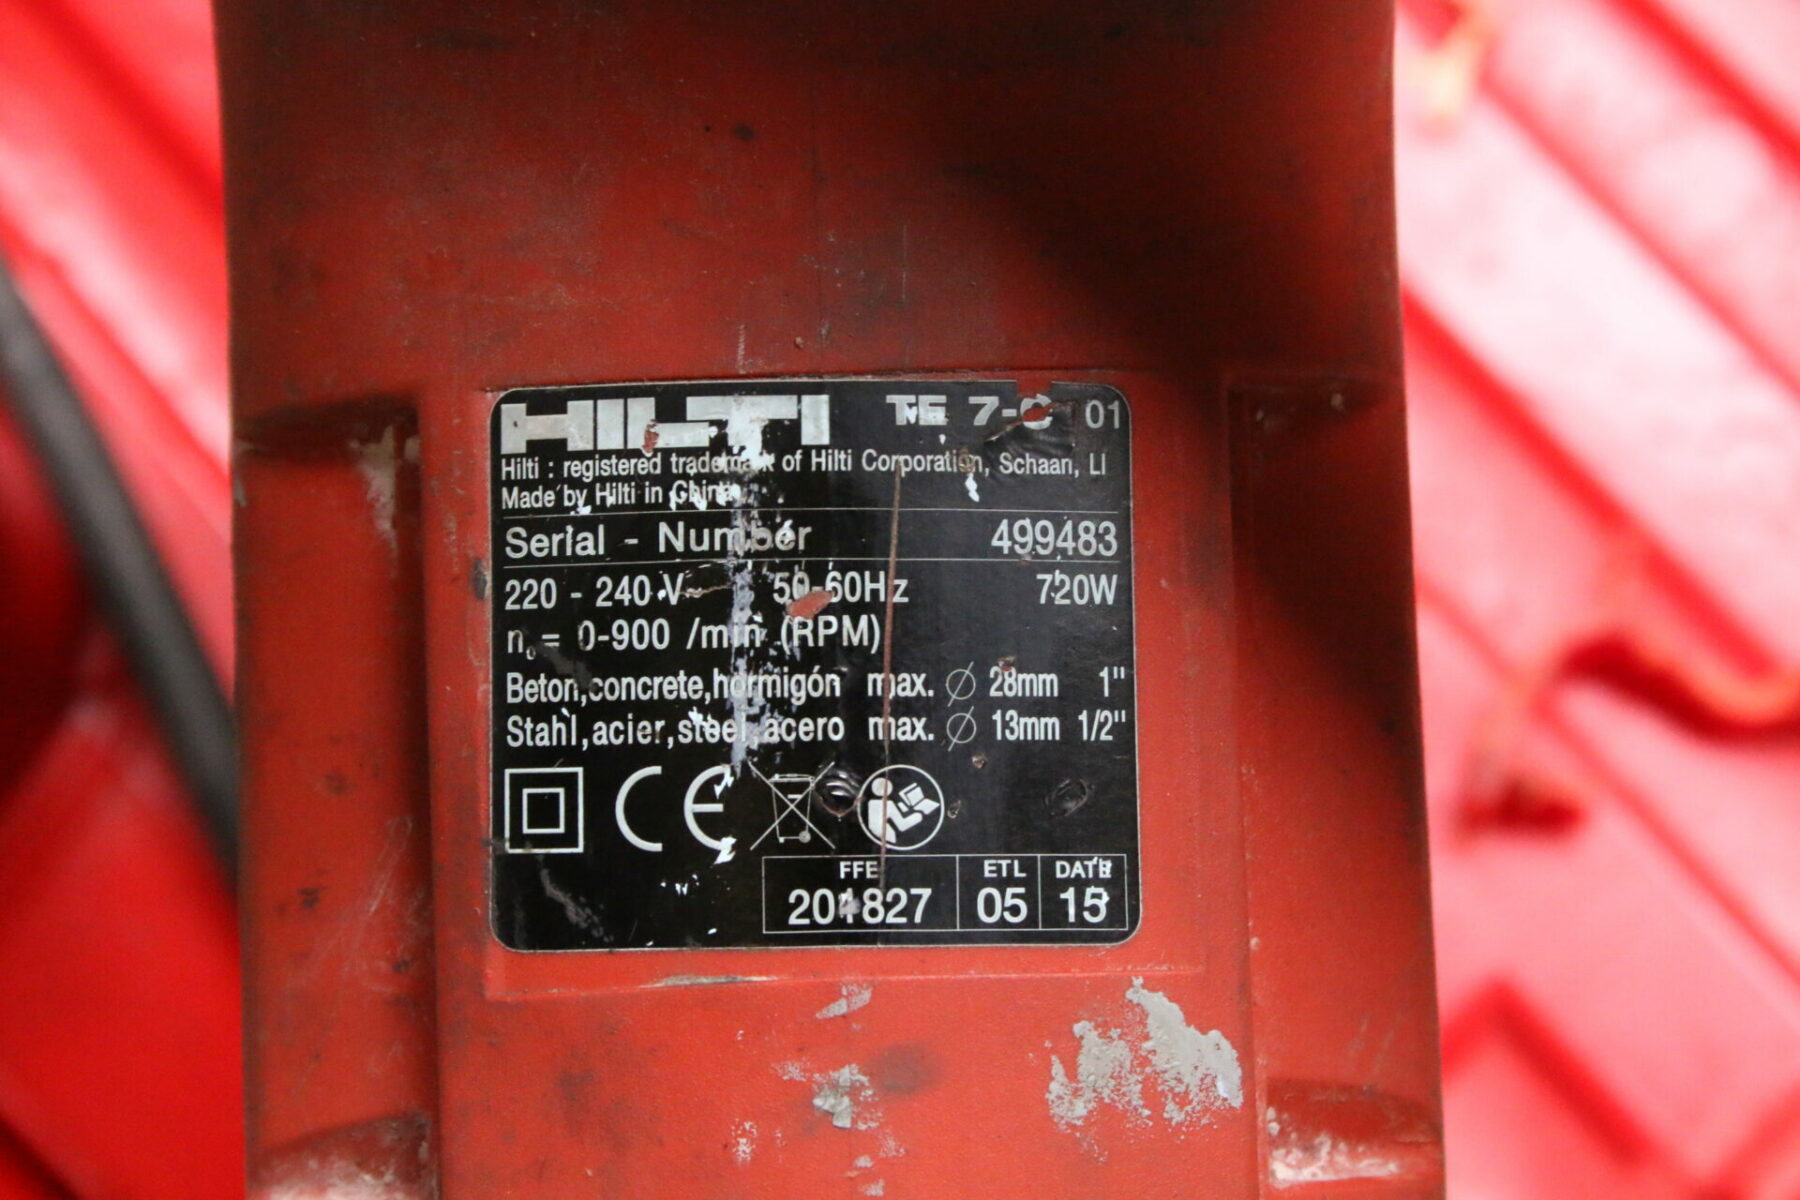 HILTI TE 7-C 01
Hilti : registered trademark of Hilti Corporation, Schaan, LI
Made by Hilti in China
Serial - Number 499483
220 - 240 V 50-60Hz 720W
n₀ = 0-900 /min (RPM)
Beton,concrete,hormigón max. ∅ 28mm 1"
Stahl,acier,steel,acero max. ∅ 13mm 1/2"
CE
FFE ETL DATE
201827 05 15